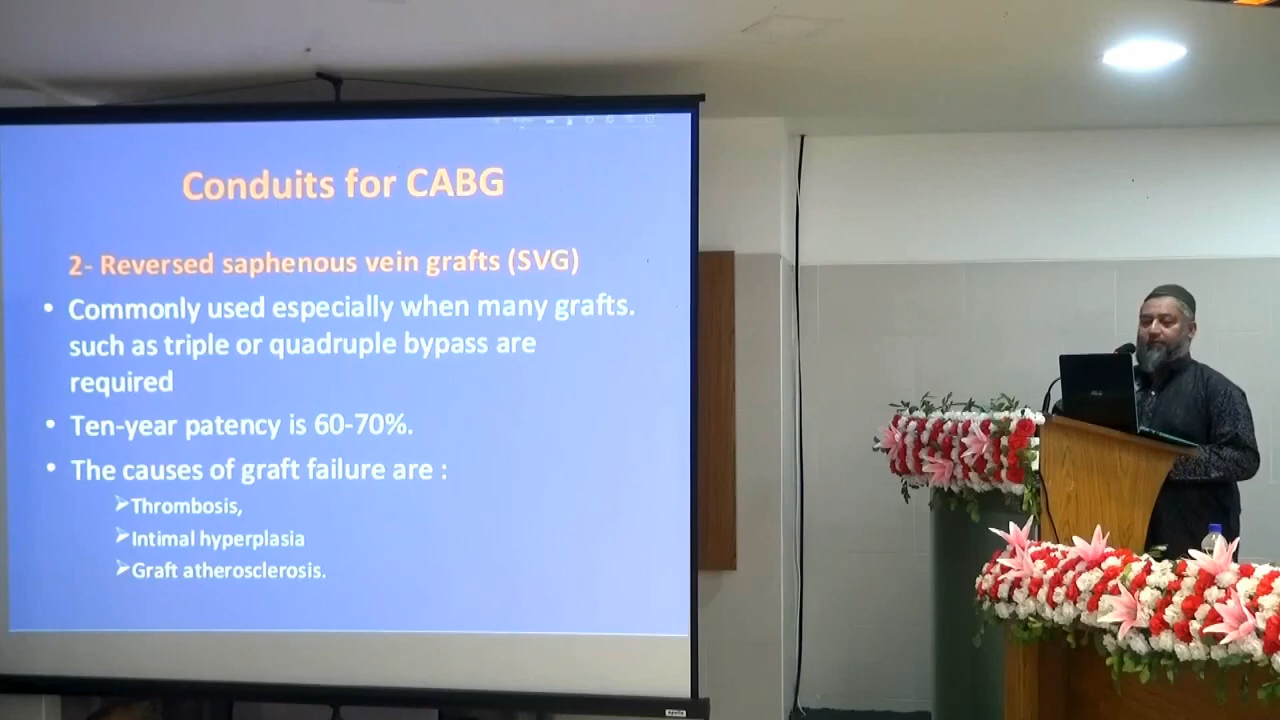 Conduits for CABG
2- Reversed saphenous vein grafts (SVG)
• Commonly used especially when many grafts.
such as triple or quadruple bypass are
required
• Ten-year patency is 60-70%.
• The causes of graft failure are :
➢Thrombosis,
➢Intimal hyperplasia
➢Graft atherosclerosis.